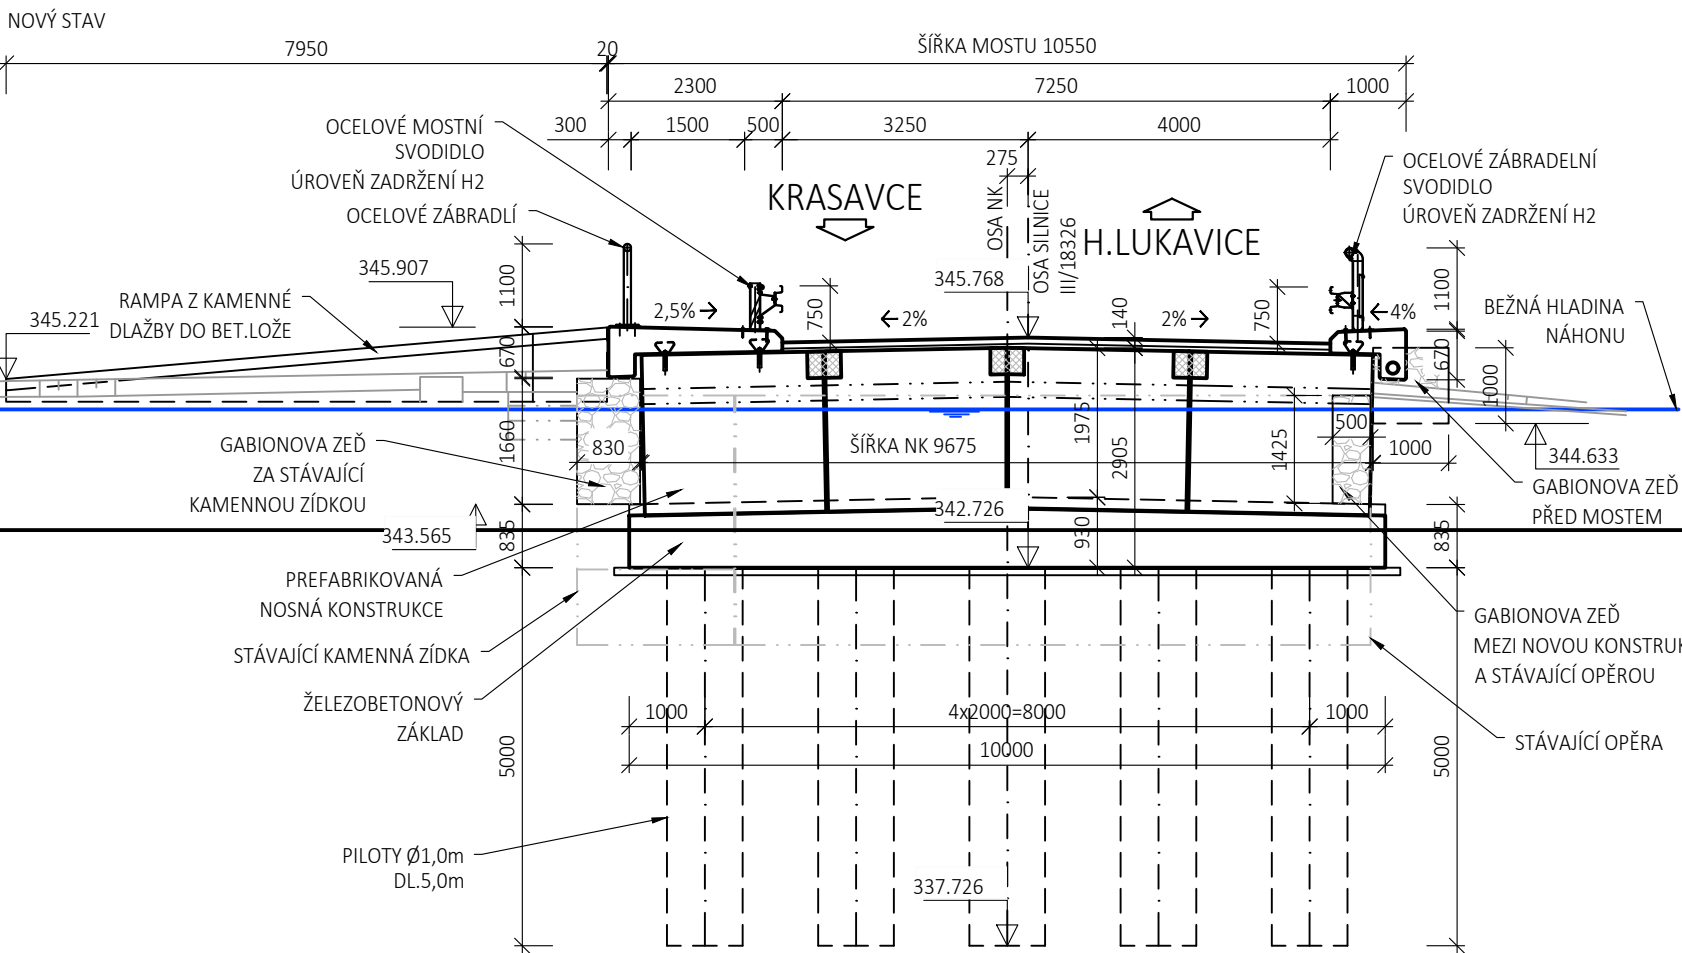 NOVÝ STAV
7950
20
ŠÍŘKA MOSTU 10550
2300
7250
1000
300
1500
500
3250
4000
275
OCELOVÉ MOSTNÍ
SVODIDLO
ÚROVEŇ ZADRŽENÍ H2
OCELOVÉ ZÁBRADLÍ
KRASAVCE
OSA NK
OSA SILNICE
III/18326
H.LUKAVICE
OCELOVÉ ZÁBRADELNÍ
SVODIDLO
ÚROVEŇ ZADRŽENÍ H2
345.907
1100
345.768
1100
RAMPA Z KAMENNÉ
DLAŽBY DO BET.LOŽE
345.221
2,5%
750
2%
140
2%
750
4%
BEŽNÁ HLADINA
NÁHONU
670
670
1000
GABIONOVA ZEĎ
ZA STÁVAJÍCÍ
KAMENNOU ZÍDKOU
1660
830
ŠÍŘKA NK 9675
1975
2905
1425
500
1000
344.633
GABIONOVA ZEĎ
PŘED MOSTEM
343.565
835
342.726
930
835
PREFABRIKOVANÁ
NOSNÁ KONSTRUKCE
STÁVAJÍCÍ KAMENNÁ ZÍDKA
ŽELEZOBETONOVÝ
ZÁKLAD
GABIONOVA ZEĎ
MEZI NOVOU KONSTRUK
A STÁVAJÍCÍ OPĚROU
STÁVAJÍCÍ OPĚRA
1000
4x2000=8000
1000
10000
5000
5000
PILOTY Ø1,0m
DL.5,0m
337.726